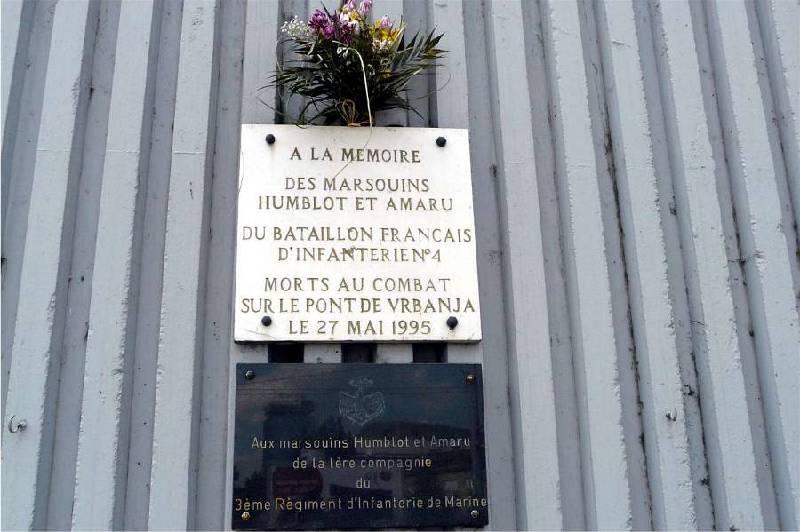 A LA MEMOIRE
DES MARSOUINS
HUMBLOT ET AMARU
DU BATAILLON FRANCAIS
D'INFANTERIE Nº4
MORTS AU COMBAT
SUR LE PONT DE VRBANJA
LE 27 MAI 1995
Aux marsouins Humblot et Amaru
de la 1ère compagnie
du
3ème Règiment d'Infanterie de Marine